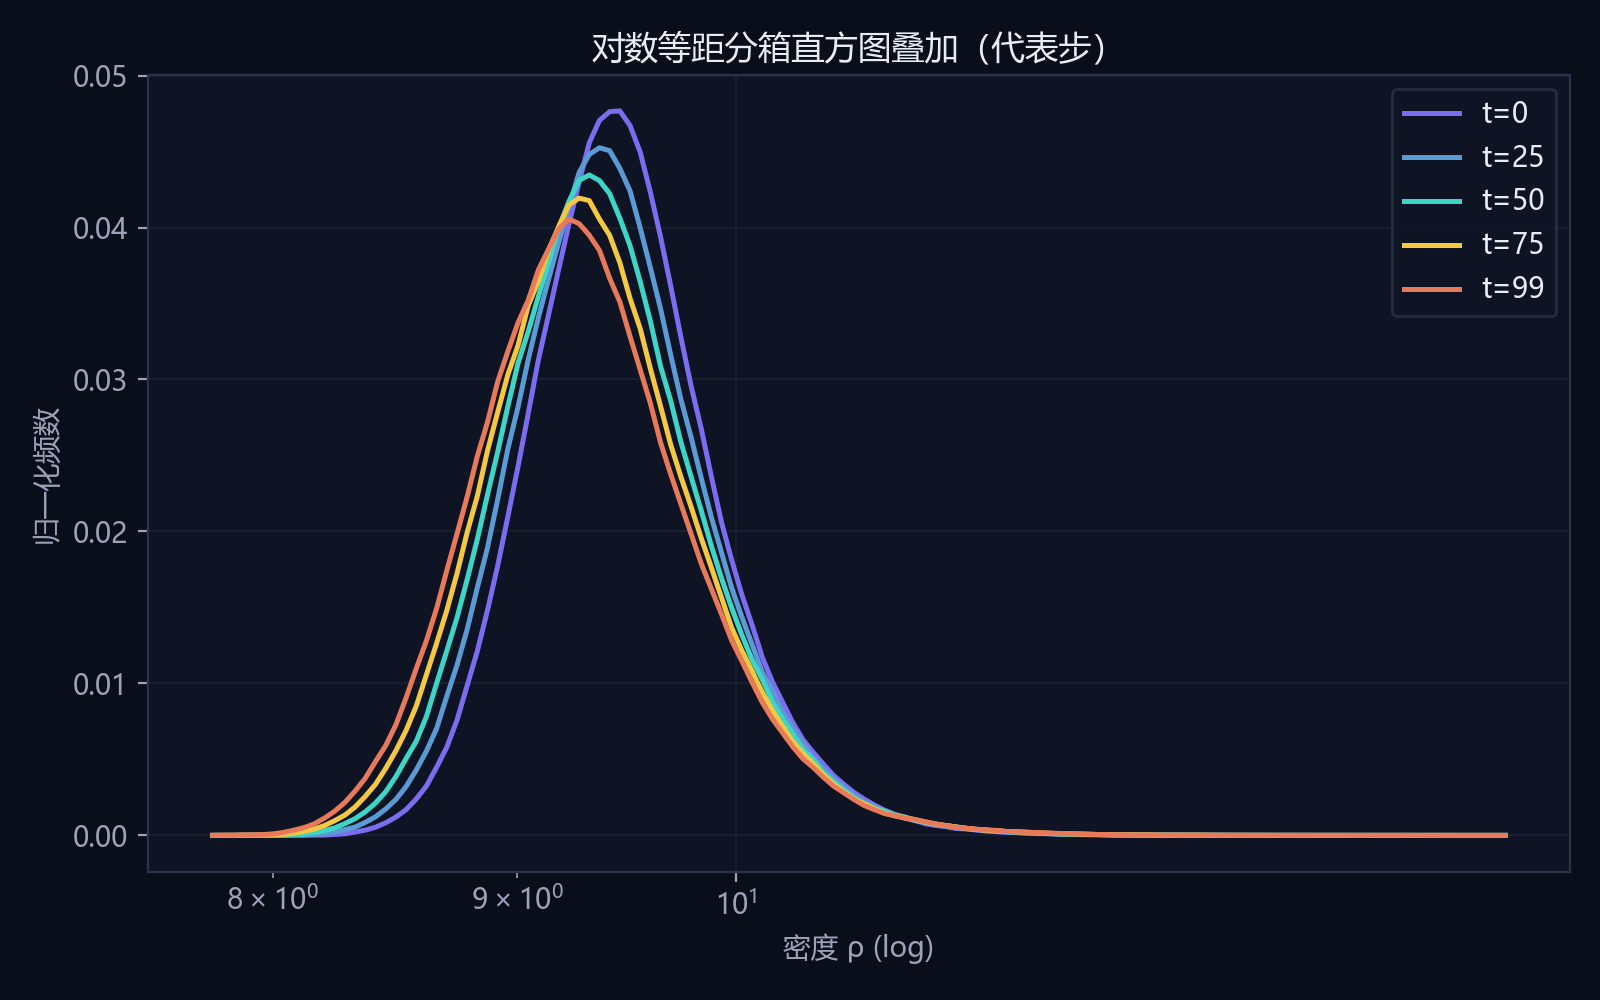 对数等距分箱直方图叠加（代表步）
0.05
0.04
0.03
0.02
0.01
0.00
归一化频数
t=0
t=25
t=50
t=75
t=99
8 × 10⁰
9 × 10⁰
10¹
密度 ρ (log)